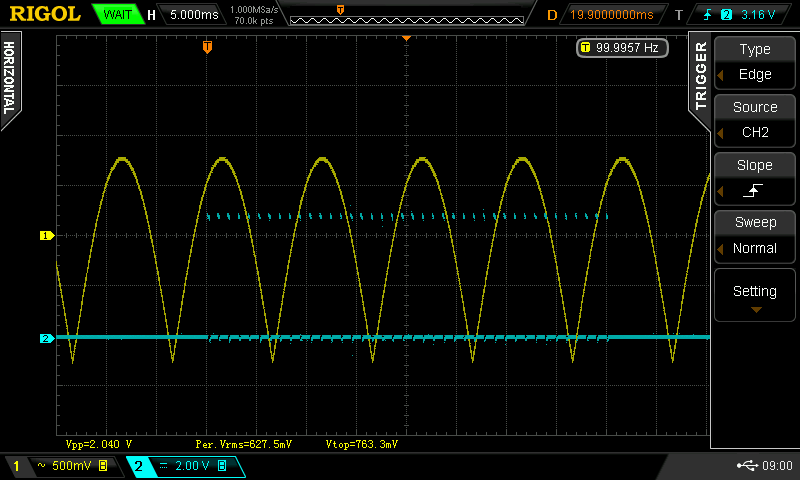 RIGOL WAIT H 5.000ms 1.000MSa/s 70.0k pts T D 19.9000000ms T 2 3.16 V
HORIZONTAL
T
T 99.9957 Hz
TRIGGER
Type
Edge
Source
CH2
Slope
Sweep
Normal
Setting
1
2
Vpp=2.040 V Per.Vrms=627.5mV Vtop=763.3mV
1 ~ 500mV B 2 2.00 V B 09:00